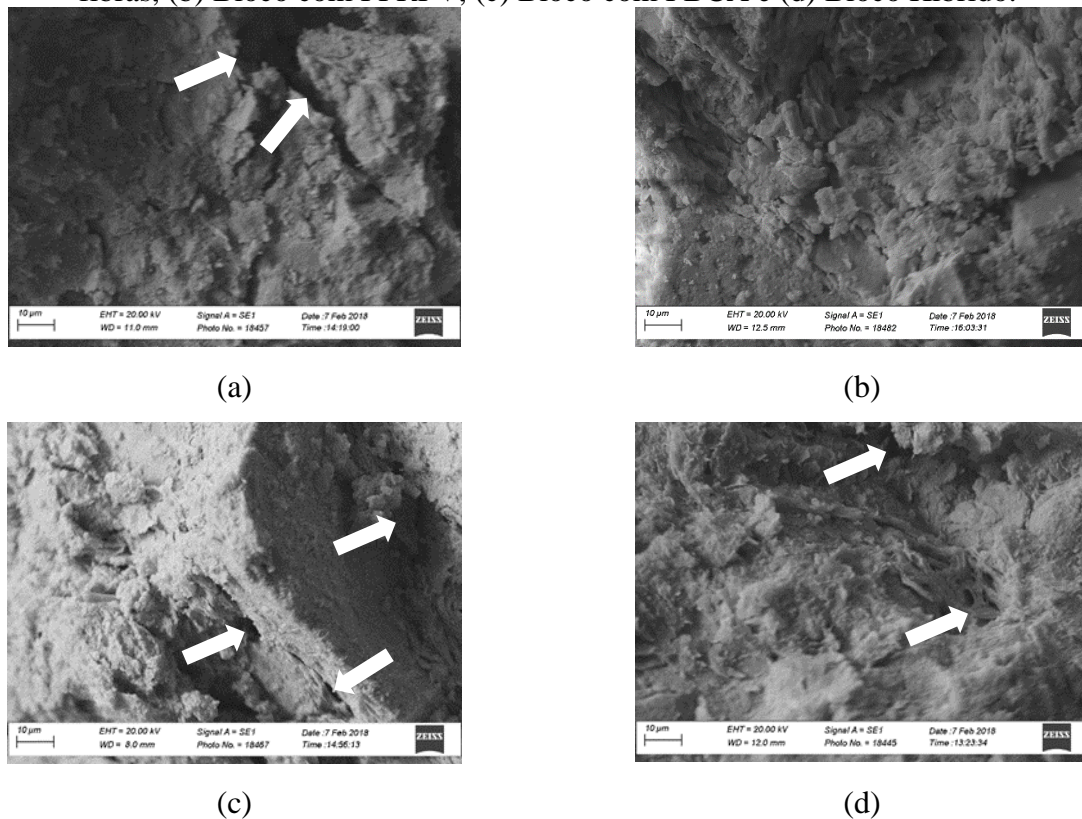 (b) Bloco com (c) Bloco com e (d) Bloco Híbrido.
10 µm EHT = 20.00 kV Signal A = SE1 Date :7 Feb 2018 ZEISS
WD = 11.0 mm Photo No. = 18457 Time :14:19:00
10 µm EHT = 20.00 kV Signal A = SE1 Date :7 Feb 2018 ZEISS
WD = 12.5 mm Photo No. = 18482 Time :16:03:31
(a)
(b)
10 µm EHT = 20.00 kV Signal A = SE1 Date :7 Feb 2018 ZEISS
WD = 8.0 mm Photo No. = 18467 Time :14:56:13
10 µm EHT = 20.00 kV Signal A = SE1 Date :7 Feb 2018 ZEISS
WD = 12.0 mm Photo No. = 18445 Time :13:23:34
(c)
(d)